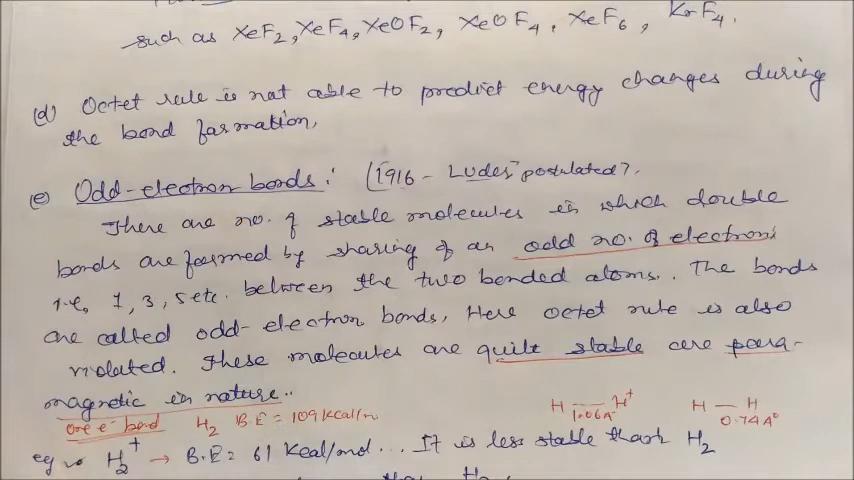 such as XeF2, XeF4, XeOF2, XeOF4, XeF6, KrF4.
(d) Octet rule is not able to predict energy changes during
the bond formation,
(e) Odd-electron bonds: (1916 - Ludes postulated).
There are no. of stable molecules in which double
bonds are formed by sharing of an odd no. of electrons
i.e, 1, 3, 5 etc. between the two bonded atoms. The bonds
are called odd-electron bonds, Here octet rule is also
violated. These molecules are quite stable are para-
magnetic in nature..
H — H+ H — H
1.06A° 0.74A°
one e- bond H2 B.E = 109 Kcal/m
eg H2+ → B.E = 61 Kcal/mol... It is less stable than H2